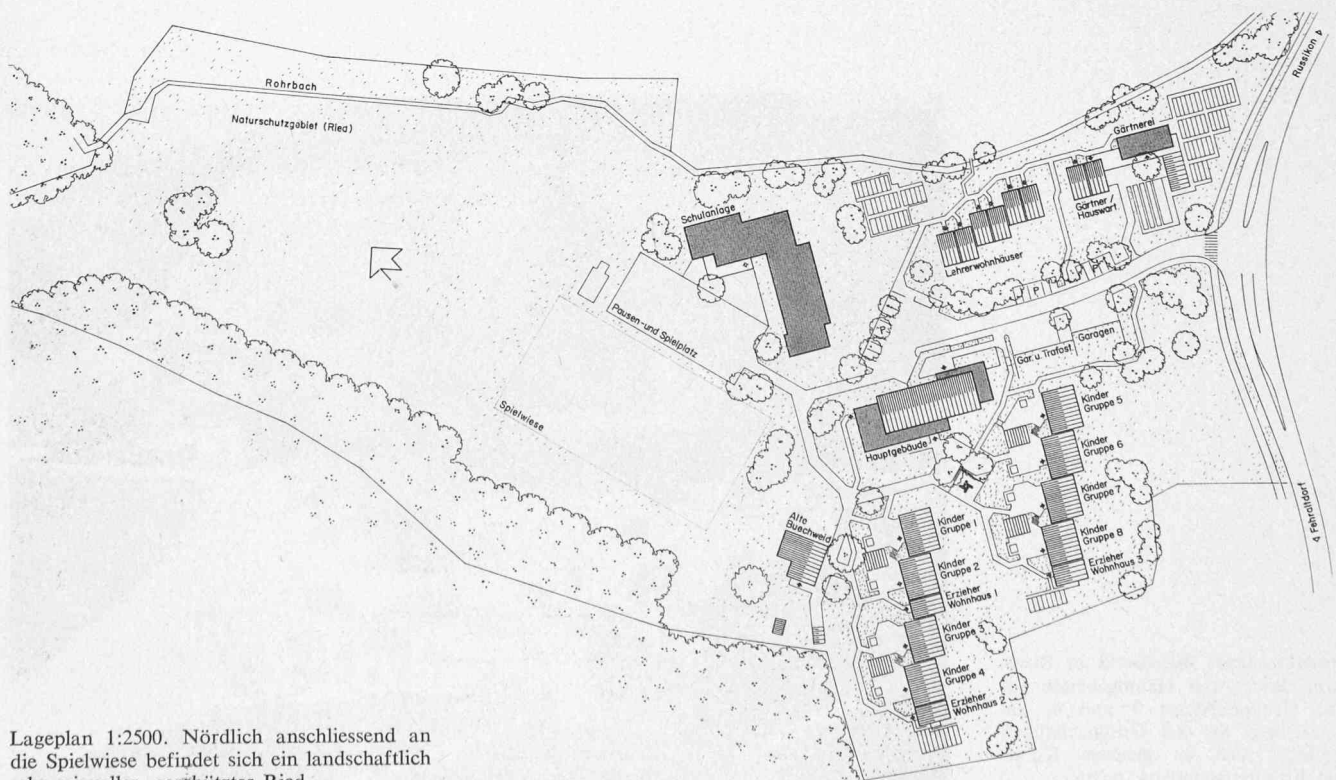 Russikon
Rohrbach
Naturschutzgebiet (Ried)
Gärtnerei
Schulanlage
Gärtner /
Hauswart
Lehrerwohnhäuser
P
P
P
Pausen- und Spielplatz
Gar. u. Trafost.
Garagen
Spielwiese
Hauptgebäude
Kinder
Gruppe 5
Kinder
Gruppe 6
Kinder
Gruppe 7
Kinder
Gruppe 8
Erzieher
Wohnhaus 3
Fehraltdorf
Alte
Buechweid
Kinder
Gruppe 1
Kinder
Gruppe 2
Erzieher
Wohnhaus 1
Kinder
Gruppe 3
Kinder
Gruppe 4
Erzieher
Wohnhaus 2
Lageplan 1:2500. Nördlich anschliessend an
die Spielwiese befindet sich ein landschaftlich
Ried